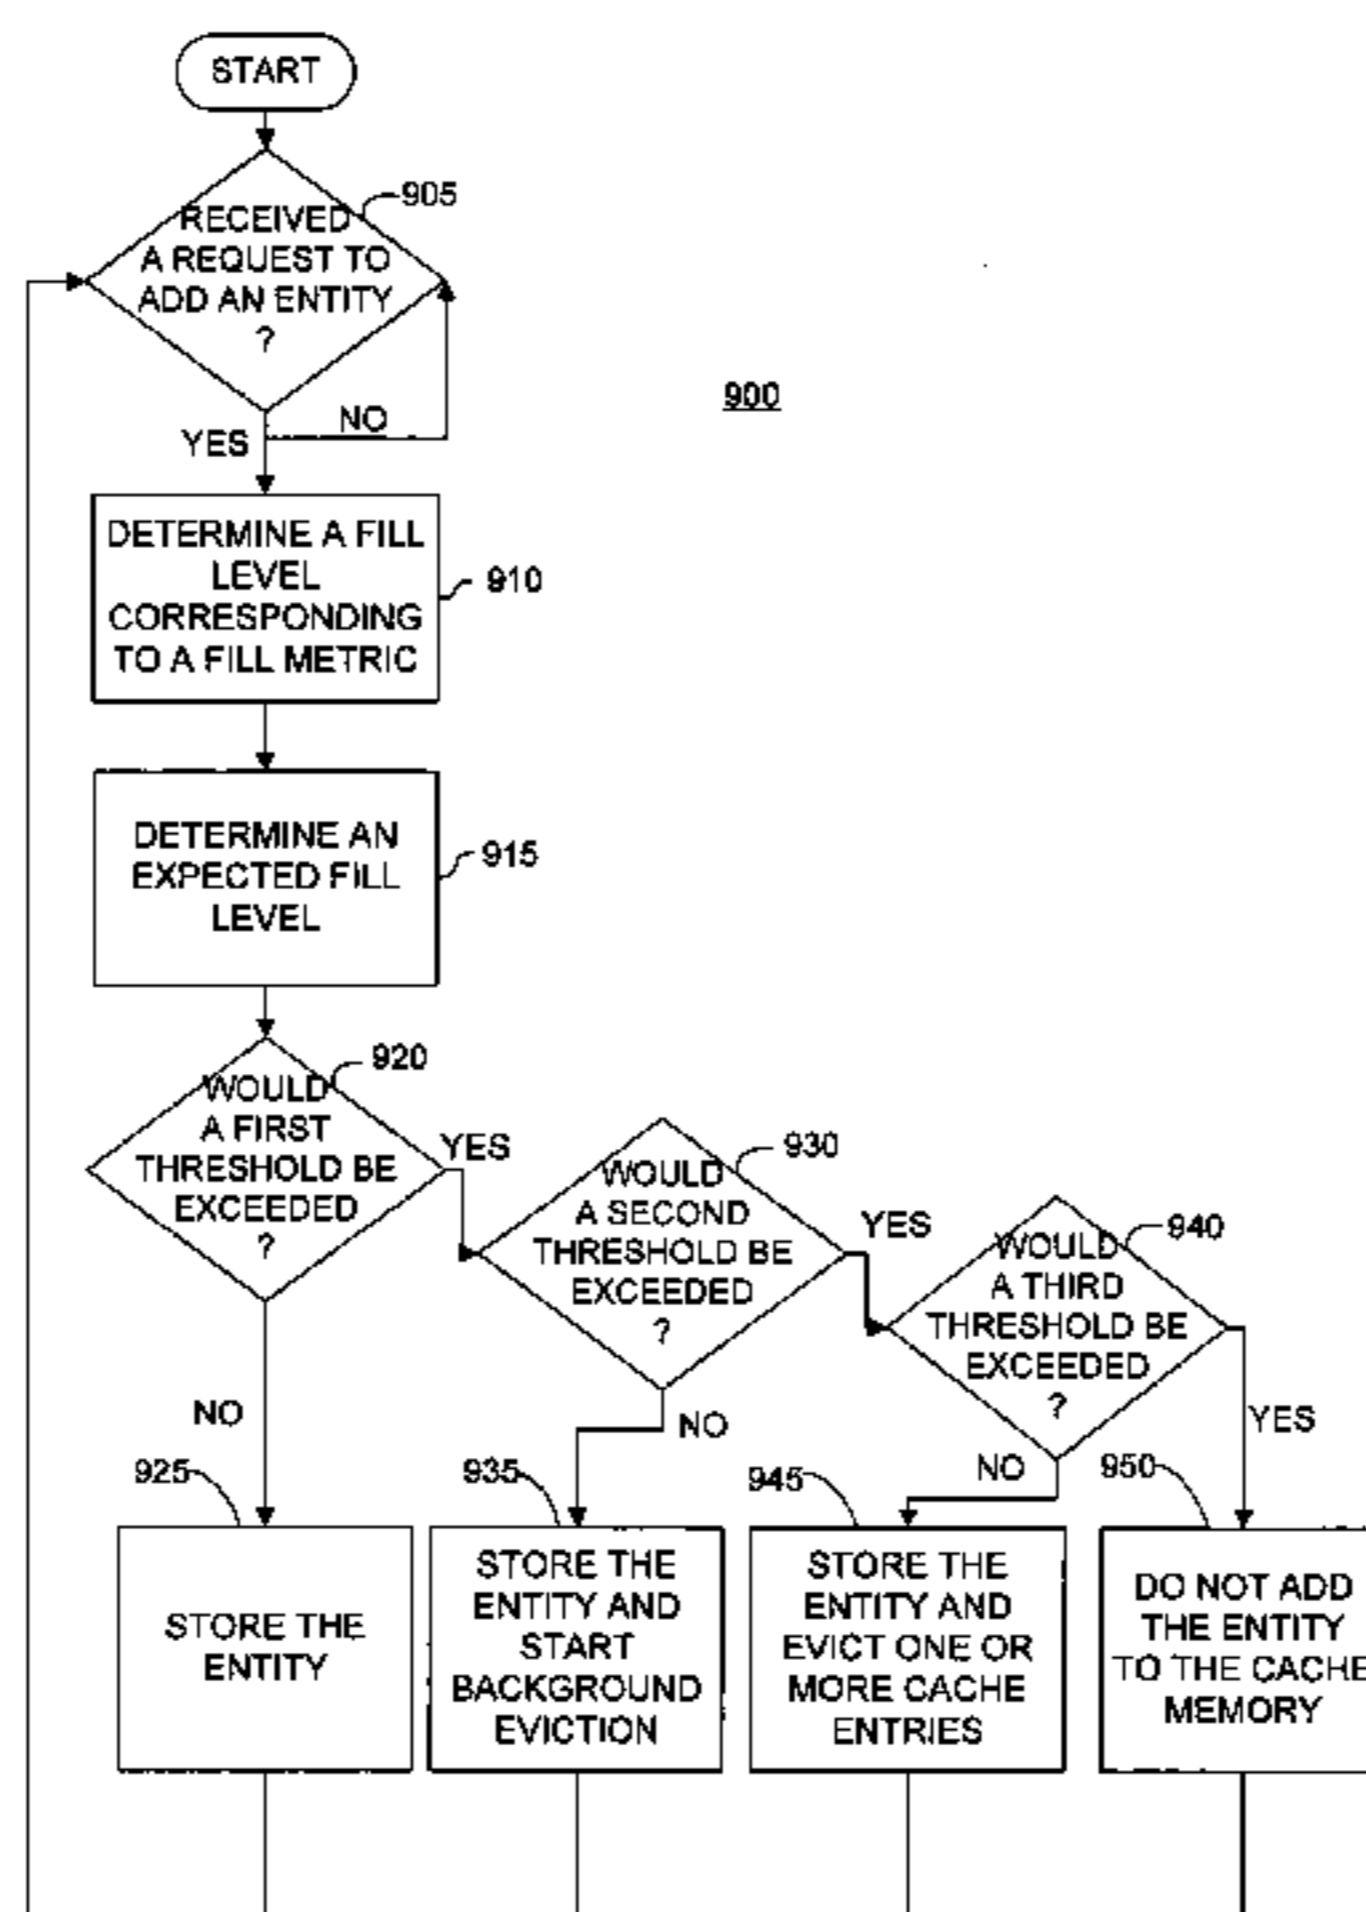 START
905
RECEIVED
A REQUEST TO
ADD AN ENTITY
?
900
NO
YES
DETERMINE A FILL
LEVEL
CORRESPONDING
TO A FILL METRIC
910
DETERMINE AN
EXPECTED FILL
LEVEL
915
920
WOULD
A FIRST
THRESHOLD BE
EXCEEDED
?
YES
930
WOULD
A SECOND
THRESHOLD BE
EXCEEDED
?
YES
940
WOULD
A THIRD
THRESHOLD BE
EXCEEDED
?
NO
NO
NO
YES
925
STORE THE
ENTITY
935
STORE THE
ENTITY AND
START
BACKGROUND
EVICTION
945
STORE THE
ENTITY AND
EVICT ONE OR
MORE CACHE
ENTRIES
950
DO NOT ADD
THE ENTITY
TO THE CACHE
MEMORY